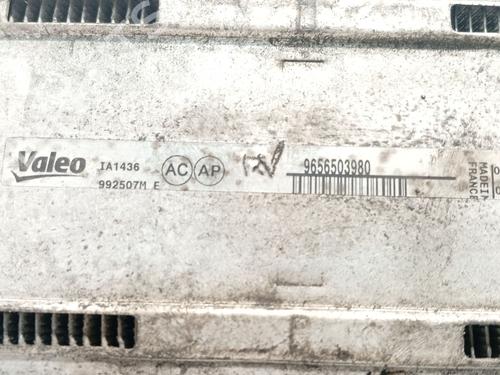 Valeo
IA1436
992507M E
AC AP
9656503980
MADE IN
FRANCE